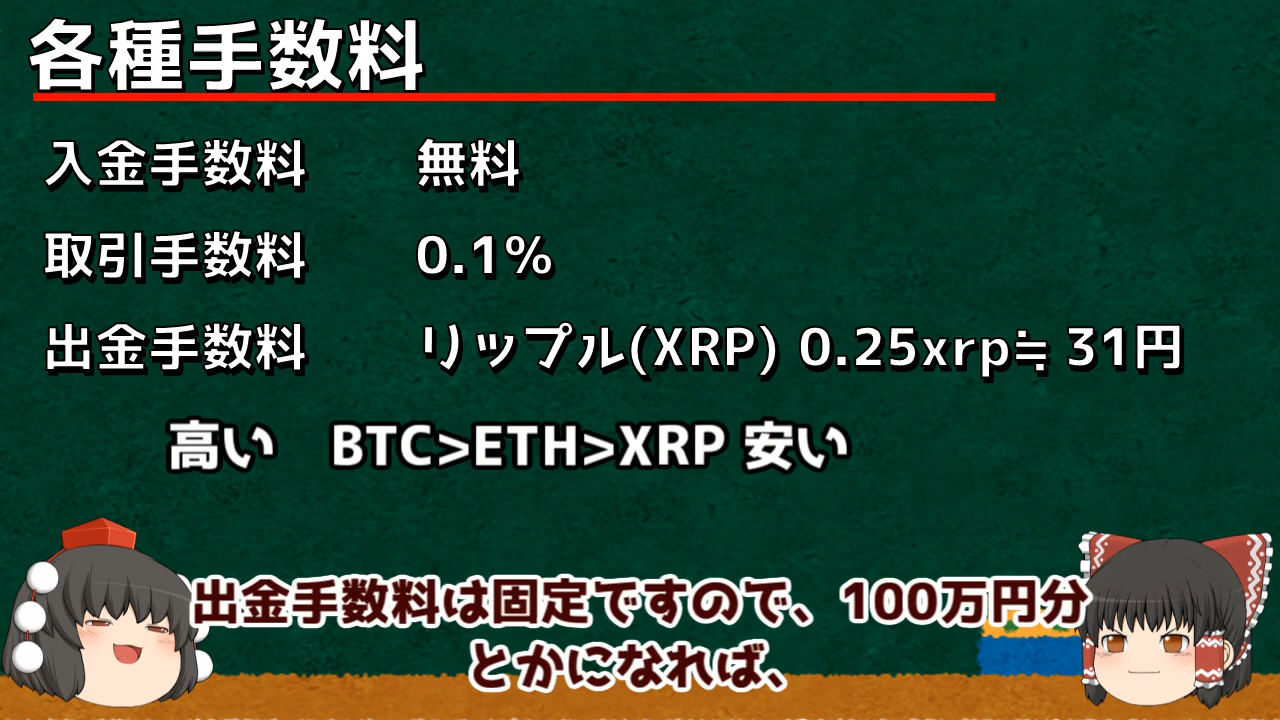 各種手数料
入金手数料 無料
取引手数料 0.1%
出金手数料 リップル(XRP) 0.25xrp≒ 31円
高い BTC>ETH>XRP 安い
出金手数料は固定ですので、100万円分
とかになれば、